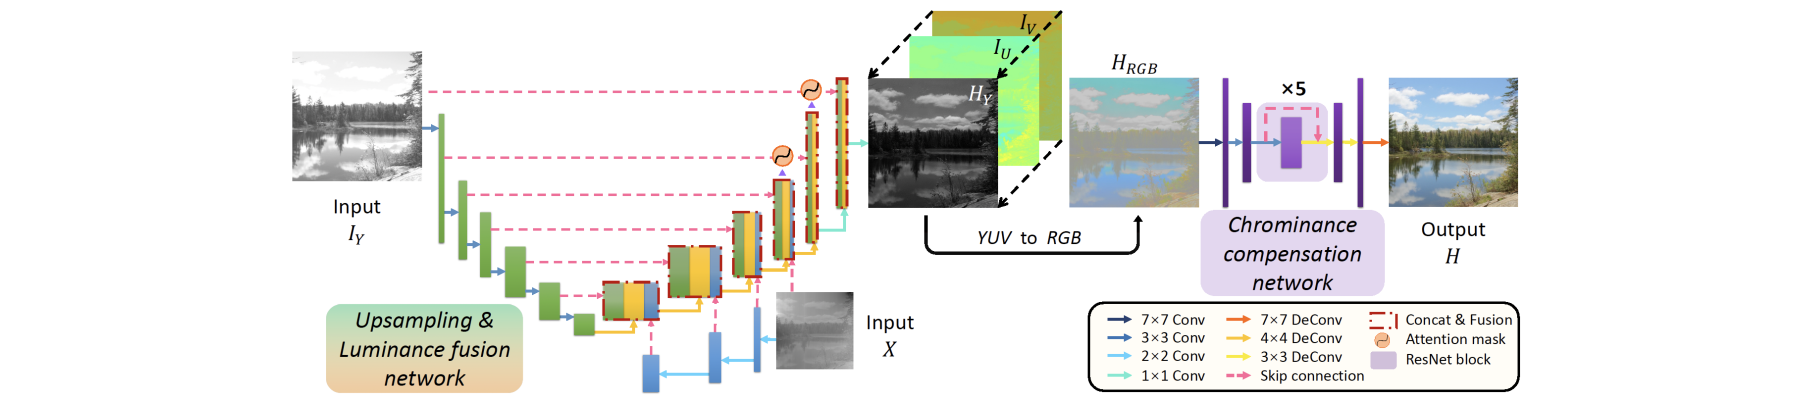 Input
I_Y
Upsampling &
Luminance fusion
network
Input
X
I_V
I_U
H_Y
YUV to RGB
H_RGB
×5
Chrominance
compensation
network
Output
H
7×7 Conv
3×3 Conv
2×2 Conv
1×1 Conv
7×7 DeConv
4×4 DeConv
3×3 DeConv
Skip connection
Concat & Fusion
Attention mask
ResNet block